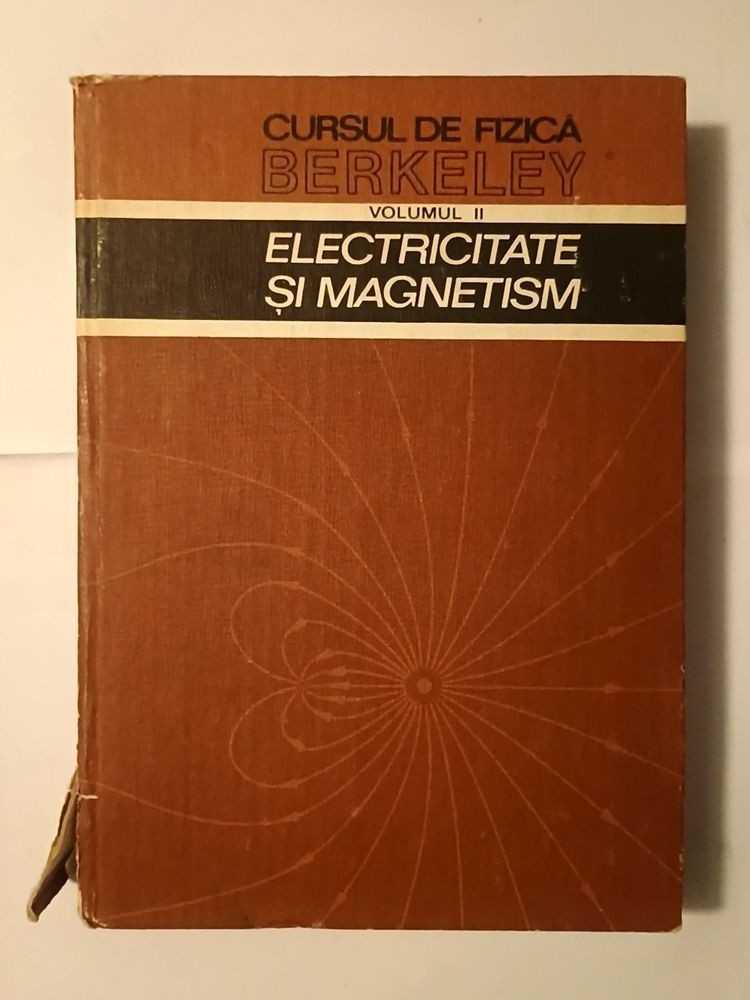 CURSUL DE FIZICĂ
BERKELEY
VOLUMUL II
ELECTRICITATE
ȘI MAGNETISM